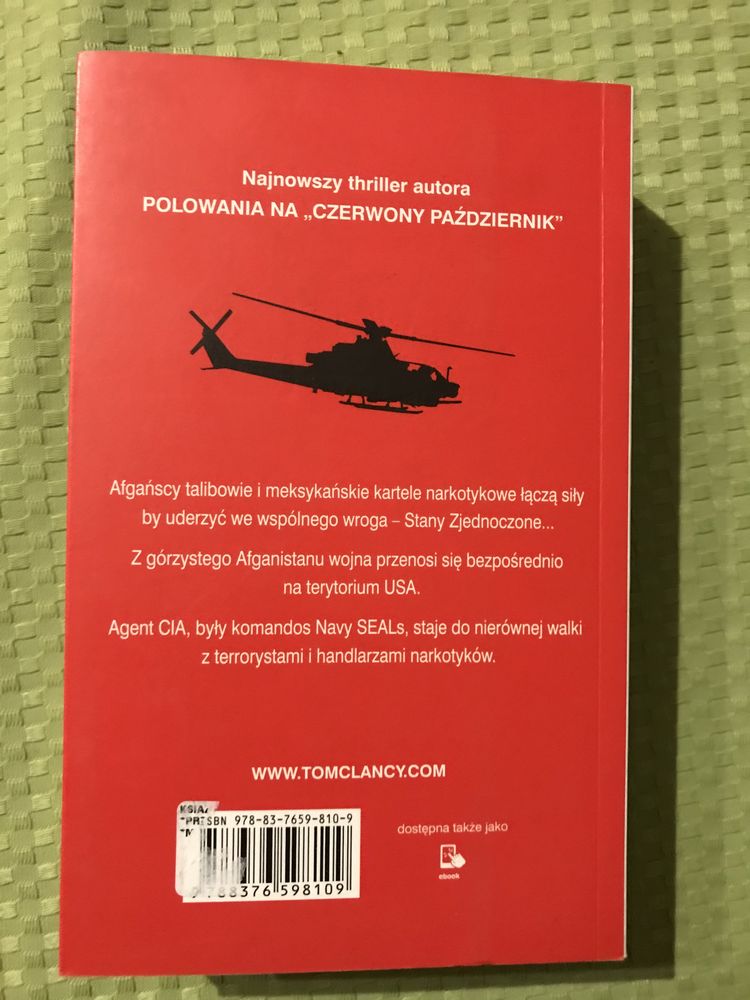 Najnowszy thriller autora
POLOWANIA NA „CZERWONY PAŹDZIERNIK”
Afgańscy talibowie i meksykańskie kartele narkotykowe łączą siły
by uderzyć we wspólnego wroga – Stany Zjednoczone...
Z górzystego Afganistanu wojna przenosi się bezpośrednio
na terytorium USA.
Agent CIA, były komandos Navy SEALs, staje do nierównej walki
z terrorystami i handlarzami narkotyków.
WWW.TOMCLANCY.COM
ISBN 978-83-7659-810-9
9 788376 598109
dostępna także jako
ebook